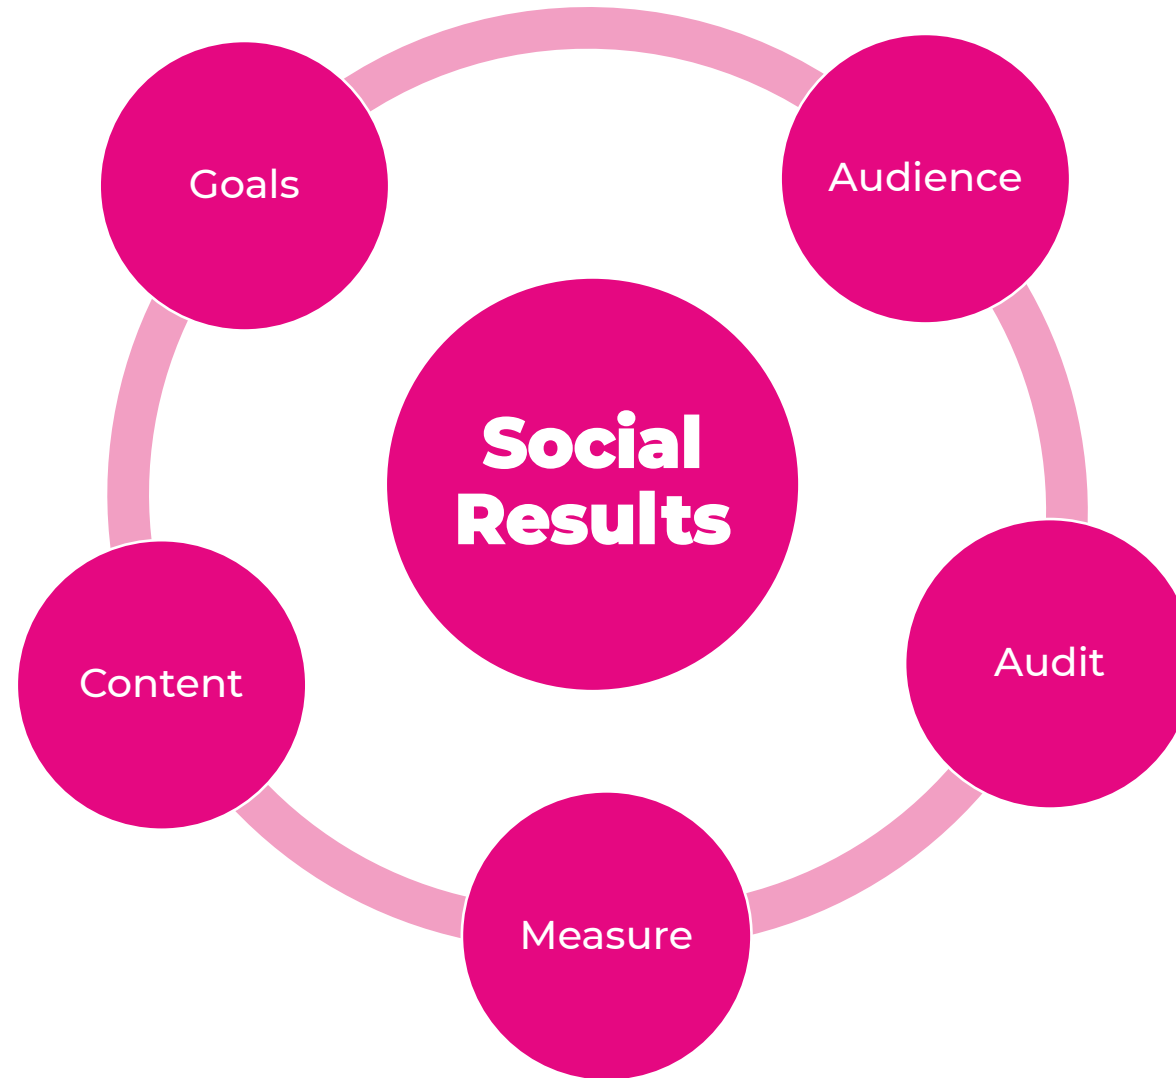 Goals
Audience
Social
Results
Audit
Content
Measure